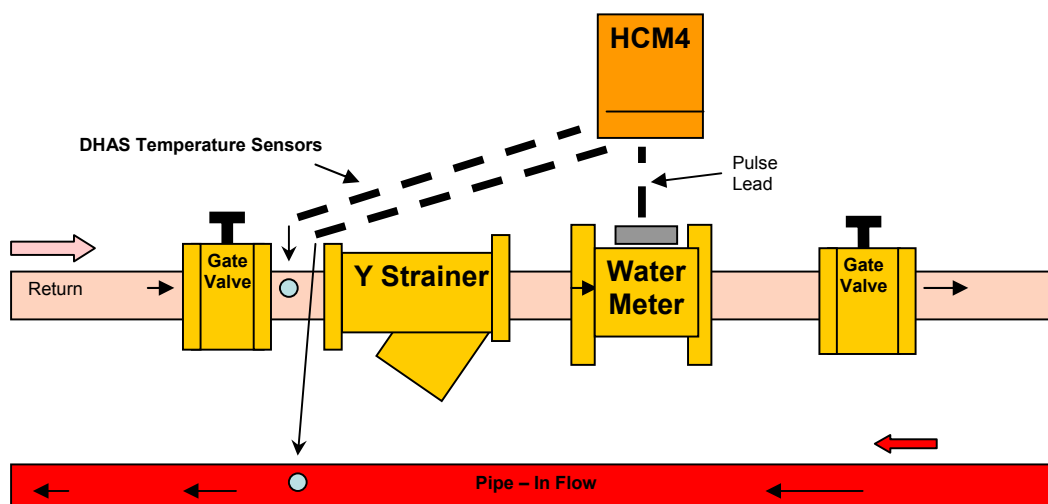 HCM4
DHAS Temperature Sensors
Pulse
Lead
Gate
Valve
Y Strainer
Water
Meter
Gate
Valve
Return
Pipe – In Flow